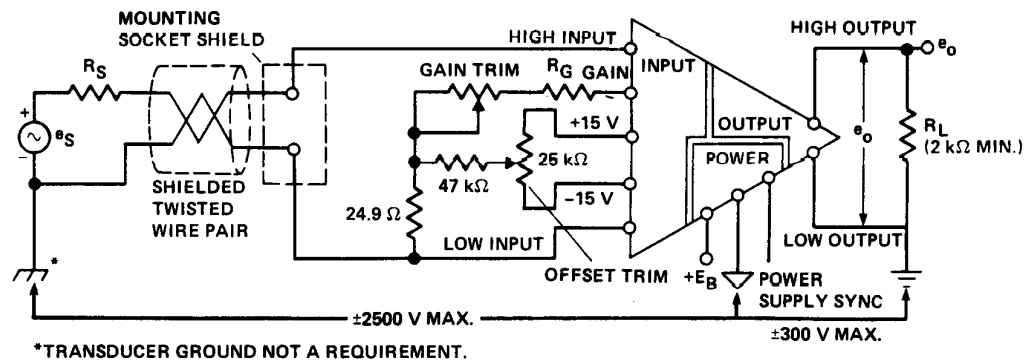 MOUNTING
SOCKET SHIELD
HIGH INPUT
HIGH OUTPUT
eo
RS
GAIN TRIM
RG GAIN
INPUT
+
eS
−
+15 V
OUTPUT
eo
RL
(2 kΩ MIN.)
25 kΩ
POWER
47 kΩ
SHIELDED
TWISTED
WIRE PAIR
−15 V
24.9 Ω
LOW INPUT
LOW OUTPUT
*
OFFSET TRIM
+EB
POWER
SUPPLY SYNC
±2500 V MAX.
±300 V MAX.
*TRANSDUCER GROUND NOT A REQUIREMENT.